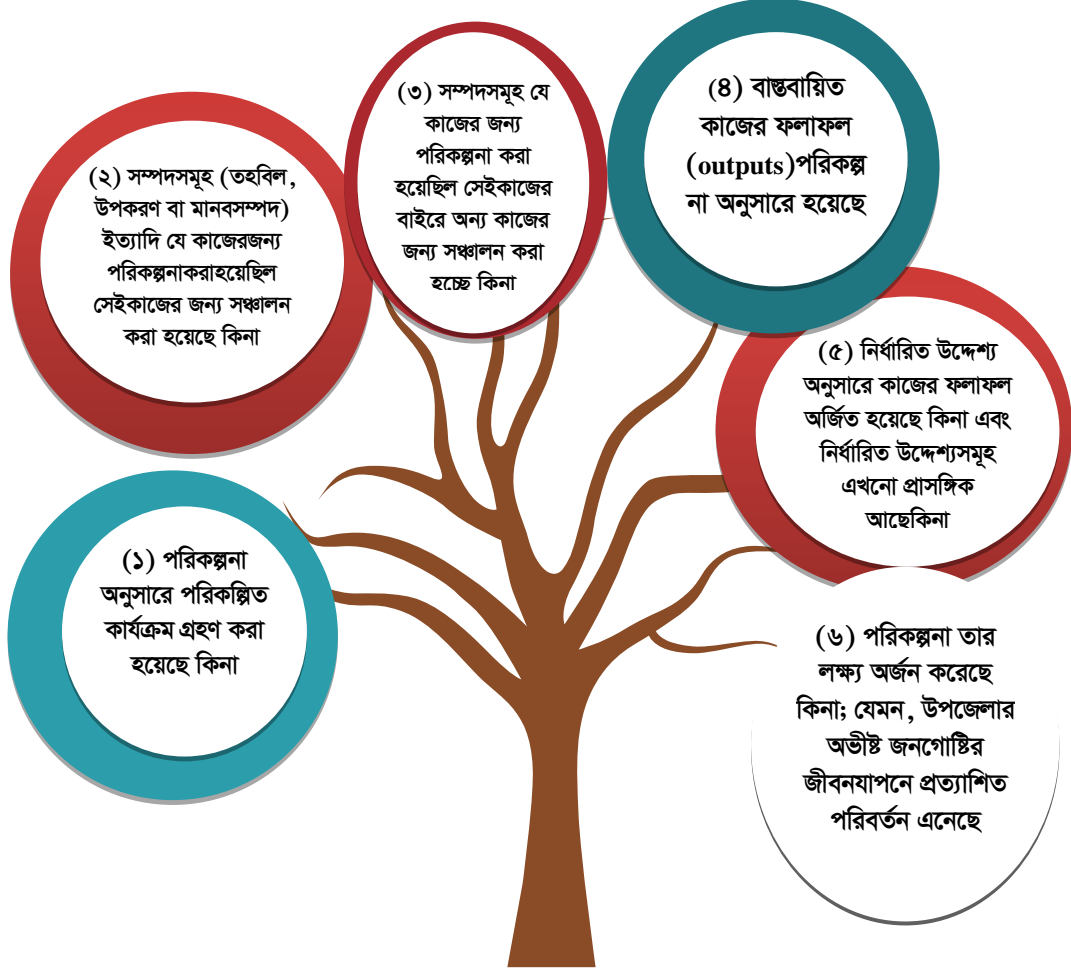 (১) পরিকল্পনা
অনুসারে পরিকল্পিত
কার্যক্রম গ্রহণ করা
হয়েছে কিনা
(২) সম্পদসমূহ (তহবিল,
উপকরণ বা মানবসম্পদ)
ইত্যাদি যে কাজেরজন্য
পরিকল্পনাকরাহয়েছিল
সেইকাজের জন্য সঞ্চালন
করা হয়েছে কিনা
(৩) সম্পদসমূহ যে
কাজের জন্য
পরিকল্পনা করা
হয়েছিল সেইকাজের
বাইরে অন্য কাজের
জন্য সঞ্চালন করা
হচ্ছে কিনা
(৪) বাস্তবায়িত
কাজের ফলাফল
(outputs)পরিকল্প
না অনুসারে হয়েছে
(৫) নির্ধারিত উদ্দেশ্য
অনুসারে কাজের ফলাফল
অর্জিত হয়েছে কিনা এবং
নির্ধারিত উদ্দেশ্যসমূহ
এখনো প্রাসঙ্গিক
আছেকিনা
(৬) পরিকল্পনা তার
লক্ষ্য অর্জন করেছে
কিনা; যেমন, উপজেলার
অভীষ্ট জনগোষ্টির
জীবনযাপনে প্রত্যাশিত
পরিবর্তন এনেছে